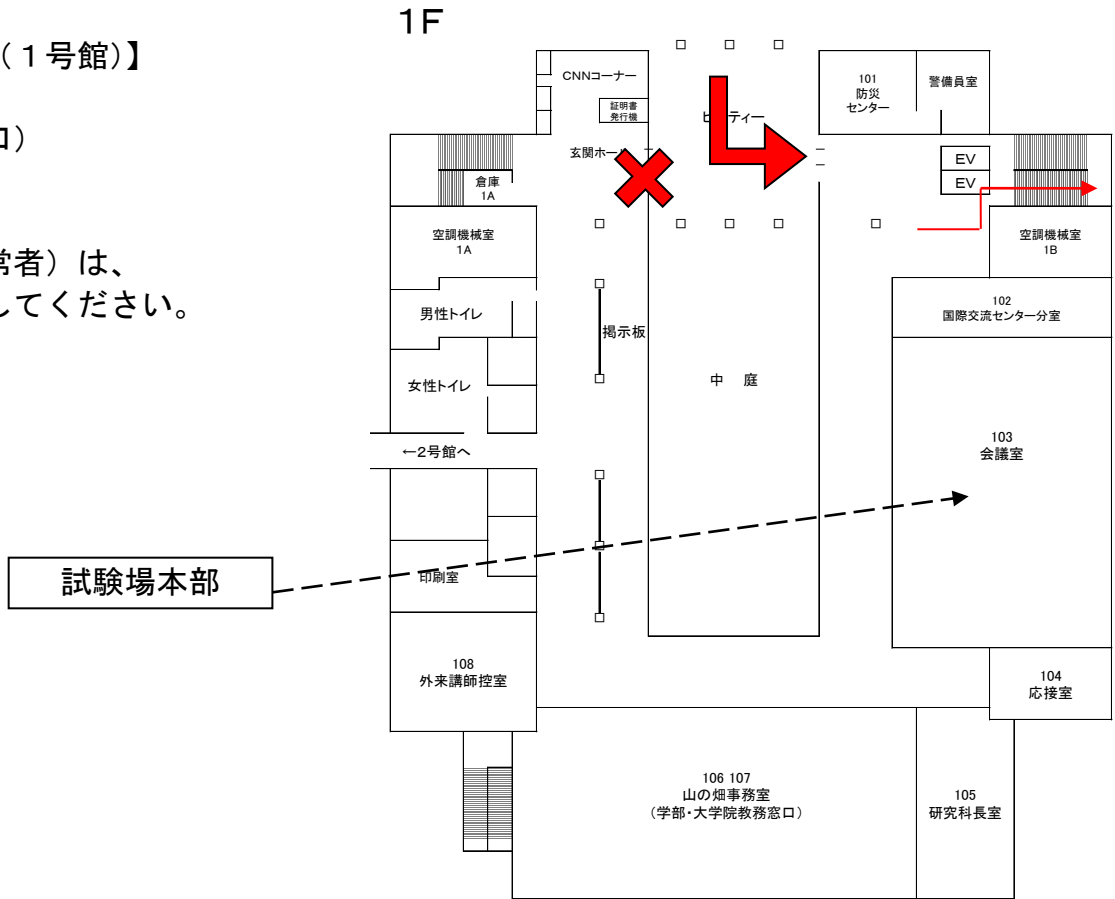 1F
(1号館)】
口)
常者）は、
してください。
CNNコーナー
証明書
発行機
ティー
101
防災
センター
警備員室
玄関ホール
EV
EV
倉庫
1A
空調機械室
1A
空調機械室
1B
102
国際交流センター分室
男性トイレ
掲示板
女性トイレ
中　庭
←2号館へ
103
会議室
試験場本部
印刷室
108
外来講師控室
104
応接室
106 107
山の畑事務室
(学部・大学院教務窓口)
105
研究科長室